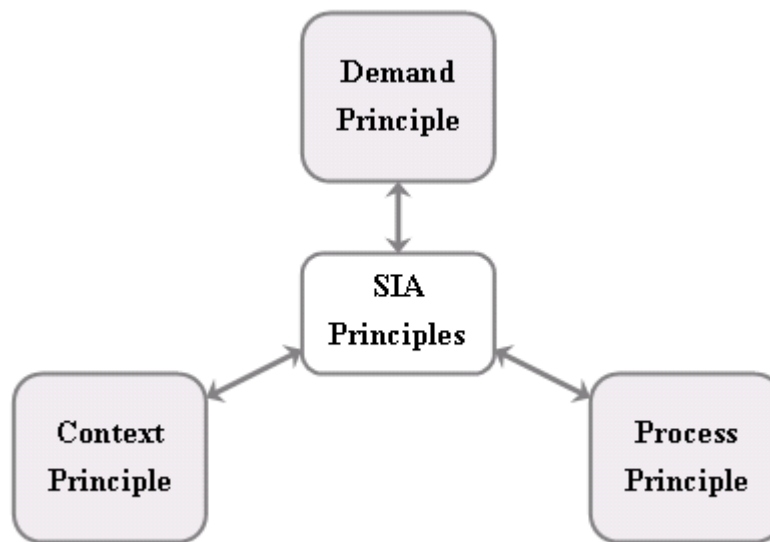 Demand
Principle
SIA
Principles
Context
Principle
Process
Principle